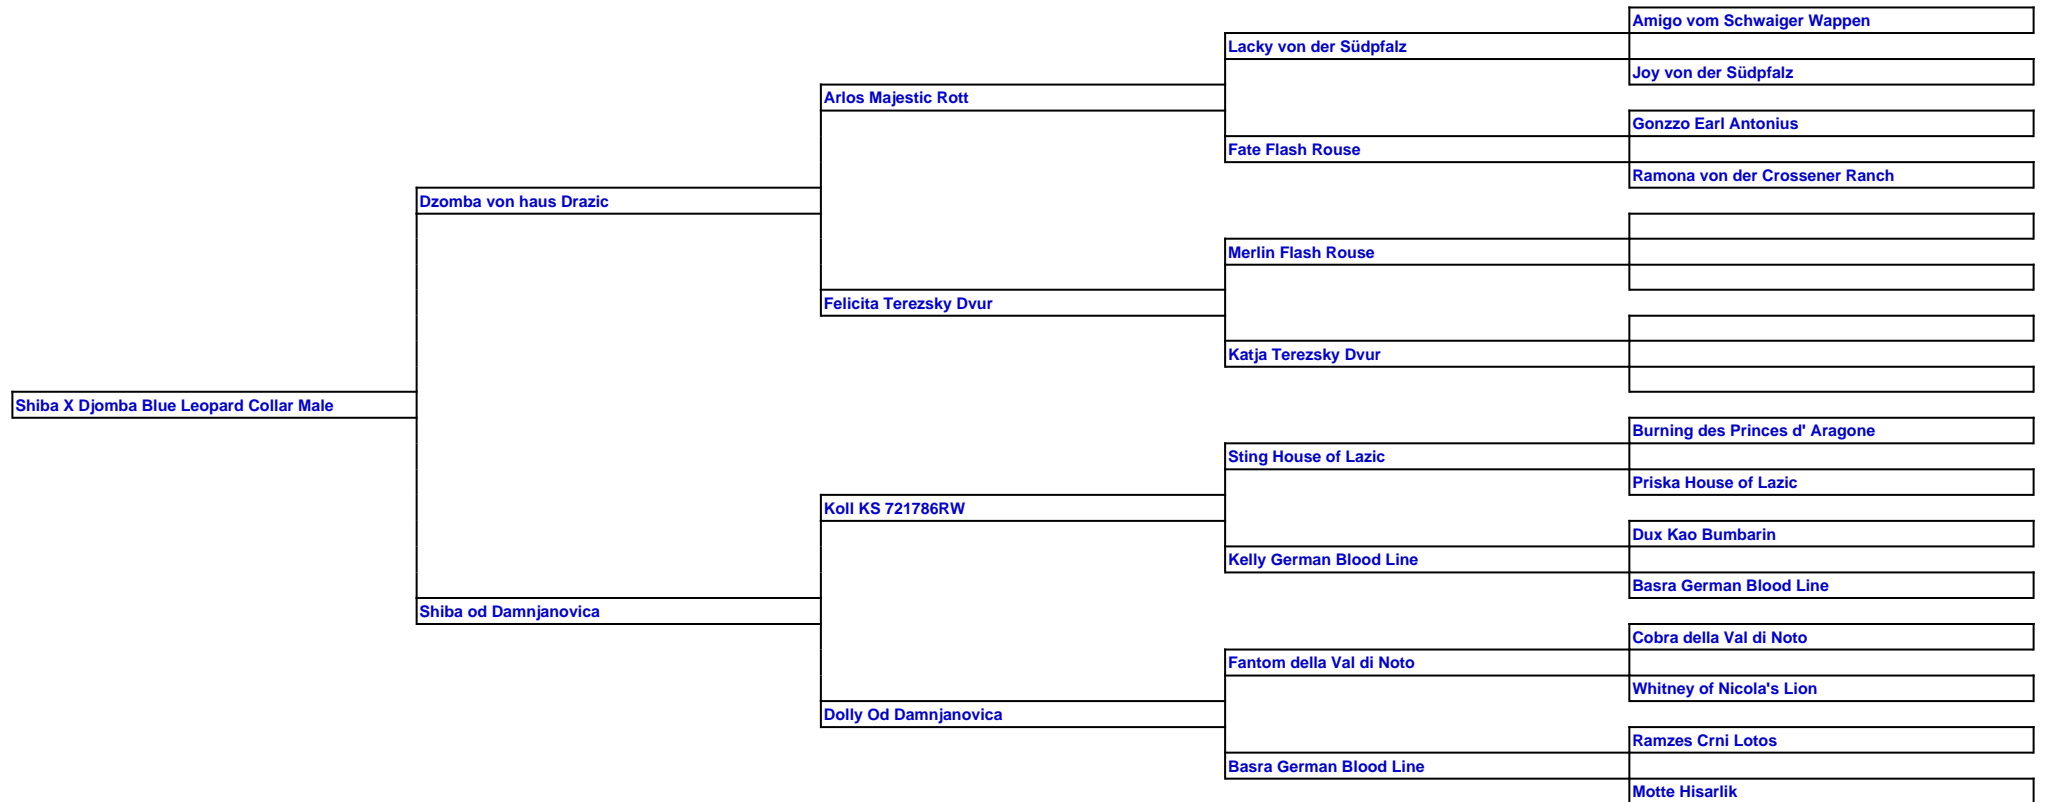 Amigo vom Schwaiger Wappen
Lacky von der Südpfalz
Joy von der Südpfalz
Arlos Majestic Rott
Gonzzo Earl Antonius
Fate Flash Rouse
Ramona von der Crossener Ranch
Dzomba von haus Drazic
Merlin Flash Rouse
Felicita Terezsky Dvur
Katja Terezsky Dvur
Shiba X Djomba Blue Leopard Collar Male
Burning des Princes d' Aragone
Sting House of Lazic
Priska House of Lazic
Koll KS 721786RW
Dux Kao Bumbarin
Kelly German Blood Line
Basra German Blood Line
Shiba od Damnjanovica
Cobra della Val di Noto
Fantom della Val di Noto
Whitney of Nicola's Lion
Dolly Od Damnjanovica
Ramzes Crni Lotos
Basra German Blood Line
Motte Hisarlik